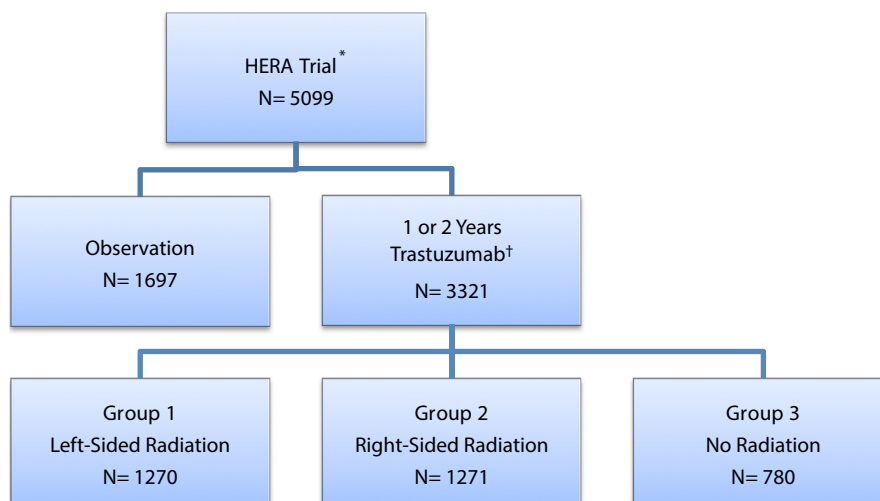 HERA Trial*
N= 5099
Observation
N= 1697
1 or 2 Years
Trastuzumab†
N= 3321
Group 1
Left-Sided Radiation
N= 1270
Group 2
Right-Sided Radiation
N= 1271
Group 3
No Radiation
N= 780